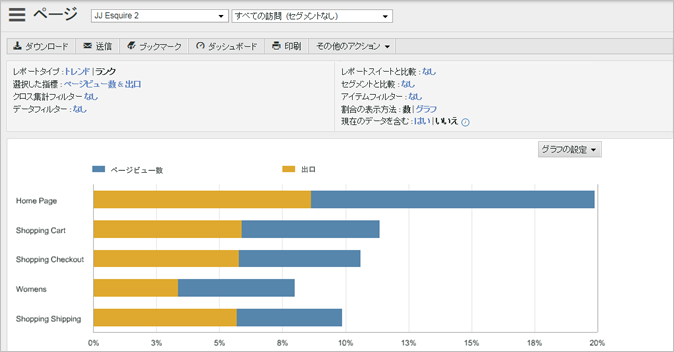 ページ JJ Esquire 2 すべての訪問 (セグメントなし)
ダウンロード 送信 ブックマーク ダッシュボード 印刷 その他のアクション
レポートタイプ : トレンド | ランク
選択した指標 : ページビュー数 & 出口
クロス集計フィルター なし
データフィルター : なし
レポートスイートと比較 : なし
セグメントと比較 : なし
アイテムフィルター : なし
割合の表示方法 : 数 | グラフ
現在のデータを含む : はい | いいえ
グラフの設定
ページビュー数 出口
Home Page
Shopping Cart
Shopping Checkout
Womens
Shopping Shipping
0% 3% 5% 8% 10% 13% 15% 18% 20%